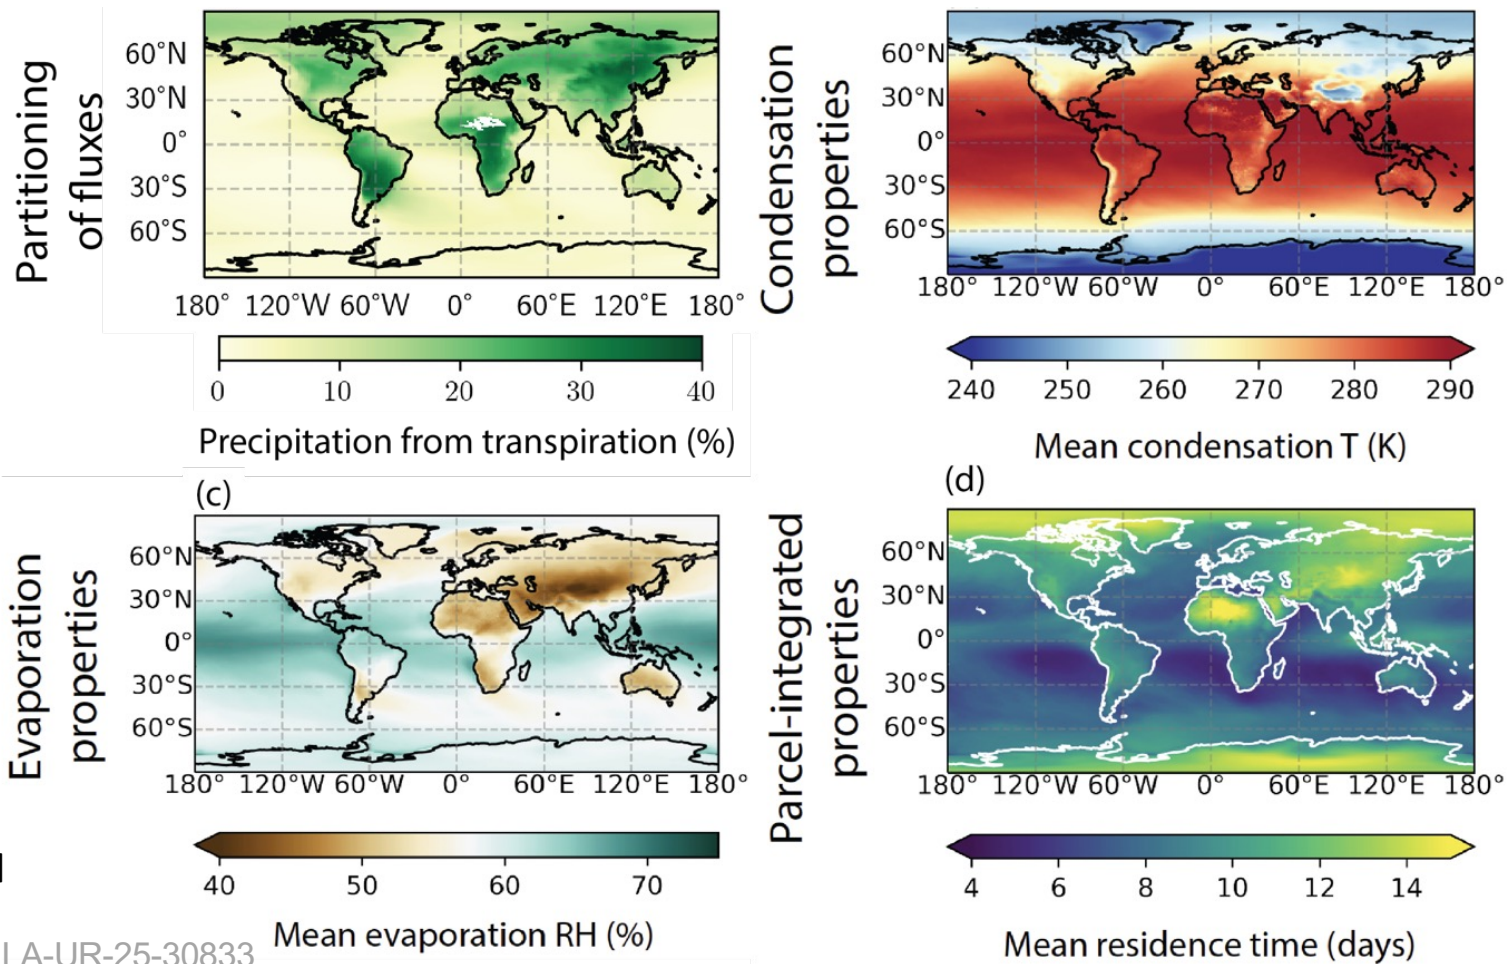 Partitioning
of fluxes
60°N
30°N
0°
30°S
60°S
180° 120°W 60°W 0° 60°E 120°E 180°
0 10 20 30 40
Precipitation from transpiration (%)
Condensation
properties
60°N
30°N
0°
30°S
60°S
180° 120°W 60°W 0° 60°E 120°E 180°
240 250 260 270 280 290
Mean condensation T (K)
(c)
Evaporation
properties
60°N
30°N
0°
30°S
60°S
180° 120°W 60°W 0° 60°E 120°E 180°
40 50 60 70
Mean evaporation RH (%)
(d)
Parcel-integrated
properties
60°N
30°N
0°
30°S
60°S
180° 120°W 60°W 0° 60°E 120°E 180°
4 6 8 10 12 14
Mean residence time (days)
LA-UR-25-30833